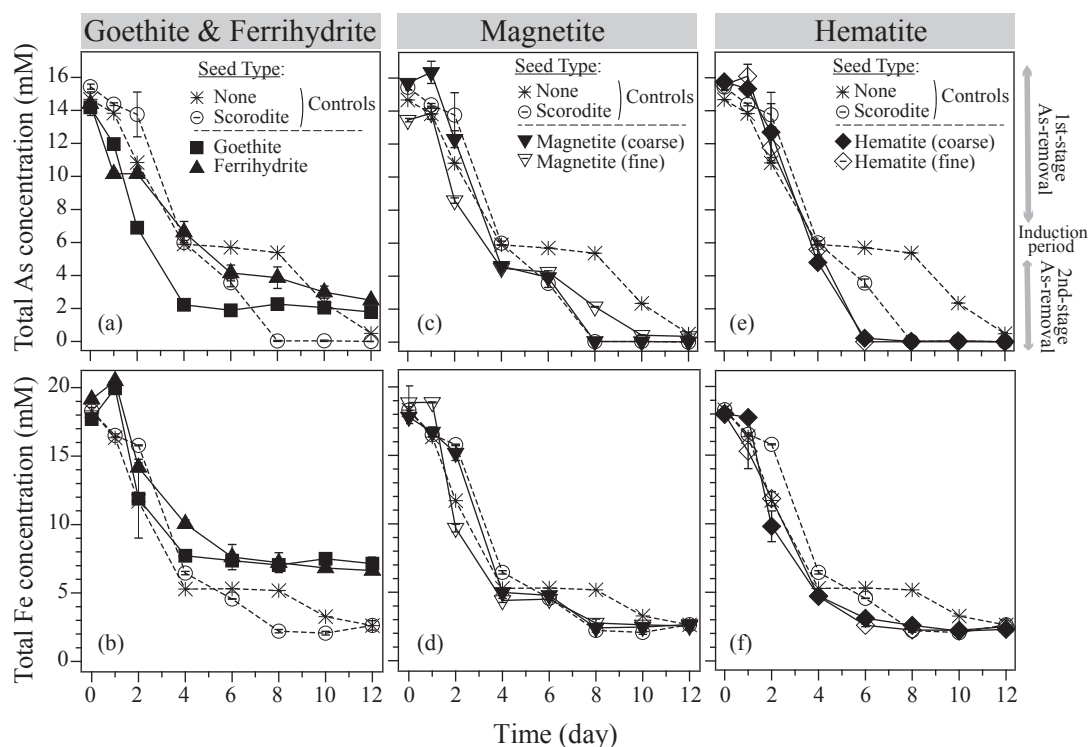 Goethite & Ferrihydrite
Magnetite
Hematite
Total As concentration (mM)
16
14
12
10
8
6
4
2
0
Seed Type:
None
Scorodite
Controls
Goethite
Ferrihydrite
(a)
Seed Type:
None
Scorodite
Controls
Magnetite (coarse)
Magnetite (fine)
(c)
Seed Type:
None
Scorodite
Controls
Hematite (coarse)
Hematite (fine)
(e)
1st-stage
As-removal
Induction
period
2nd-stage
As-removal
Total Fe concentration (mM)
20
15
10
5
0
(b)
(d)
(f)
0 2 4 6 8 10 12
0 2 4 6 8 10 12
0 2 4 6 8 10 12
Time (day)